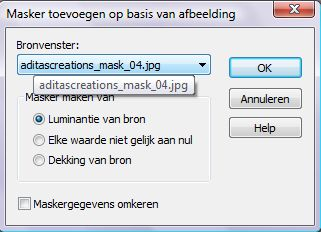 Masker toevoegen op basis van afbeelding
Bronvenster:
aditascreations_mask_04.jpg
OK
aditascreations_mask_04.jpg
Annuleren
Masker maken van
Luminantie van bron
Help
Elke waarde niet gelijk aan nul
Dekking van bron
Maskergegevens omkeren